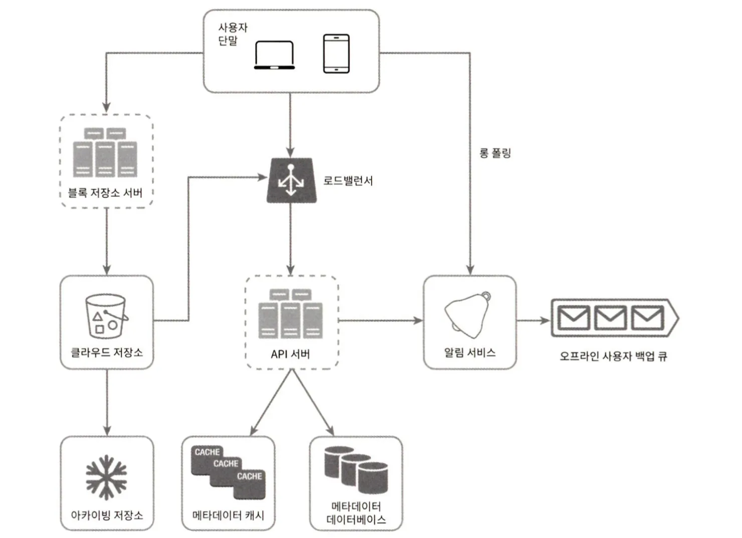 사용자
단말
블록 저장소 서버
로드밸런서
롱 폴링
클라우드 저장소
API 서버
알림 서비스
오프라인 사용자 백업 큐
아카이빙 저장소
CACHE
CACHE
CACHE
메타데이터 캐시
메타데이터
데이터베이스